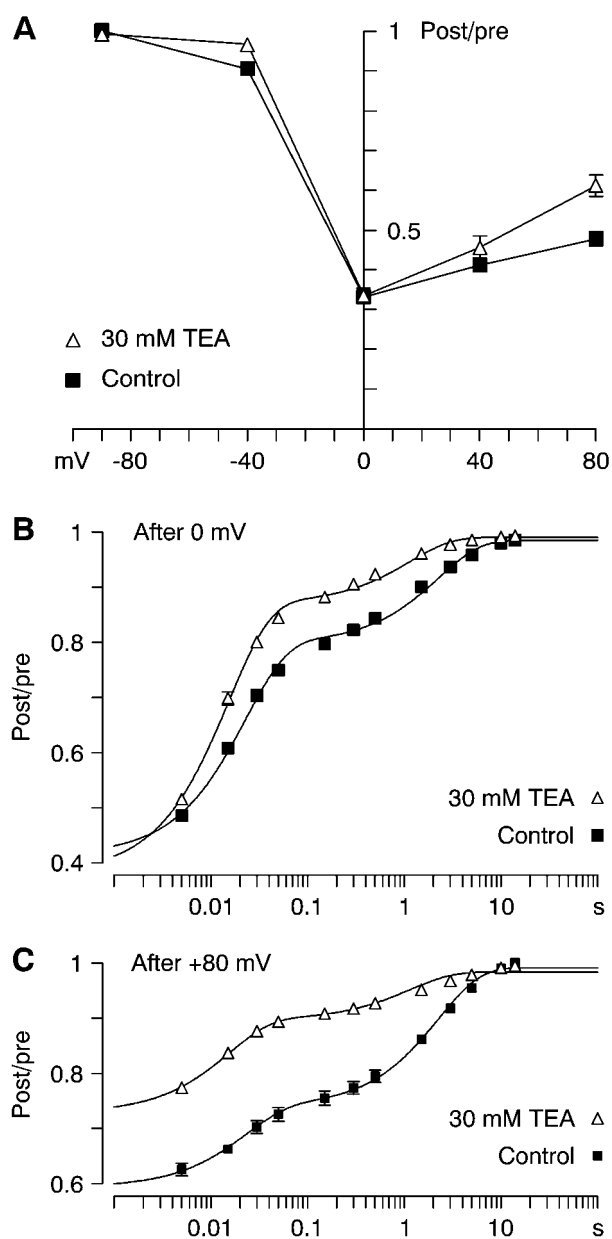 A
1 Post/pre
0.5
30 mM TEA
Control
mV -80 -40 0 40 80
B
After 0 mV
1
0.8
0.6
0.4
Post/pre
30 mM TEA
Control
0.01 0.1 1 10 s
C
After +80 mV
1
0.8
0.6
Post/pre
30 mM TEA
Control
0.01 0.1 1 10 s